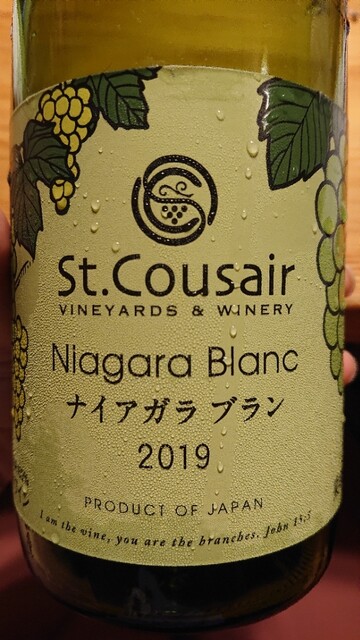 St.Cousair
VINEYARDS & WINERY
Niagara Blanc
ナイアガラ ブラン
2019
PRODUCT OF JAPAN
I am the vine, you are the branches. John 15:5